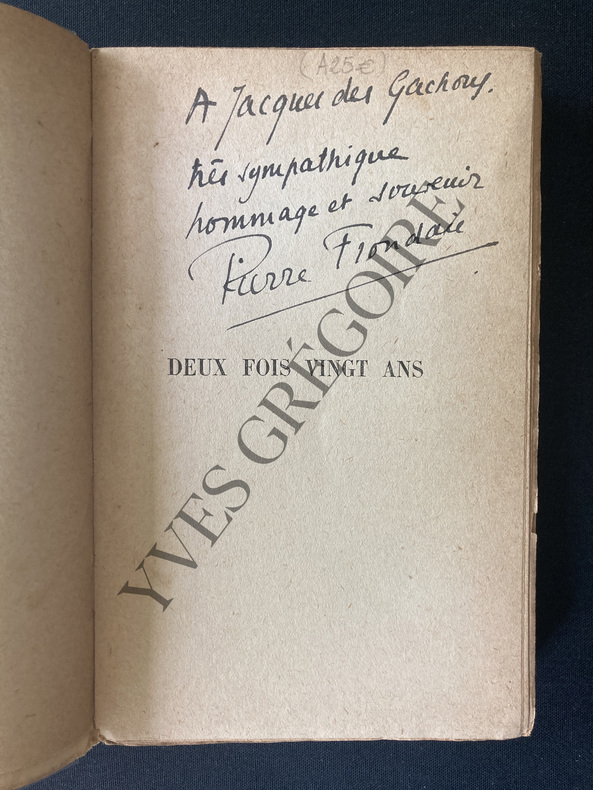 (A25€)
A Jacques des Gachons.
très sympathique
hommage et souvenir
Pierre Frondaie
DEUX FOIS VINGT ANS
YVES GRÉGOIRE